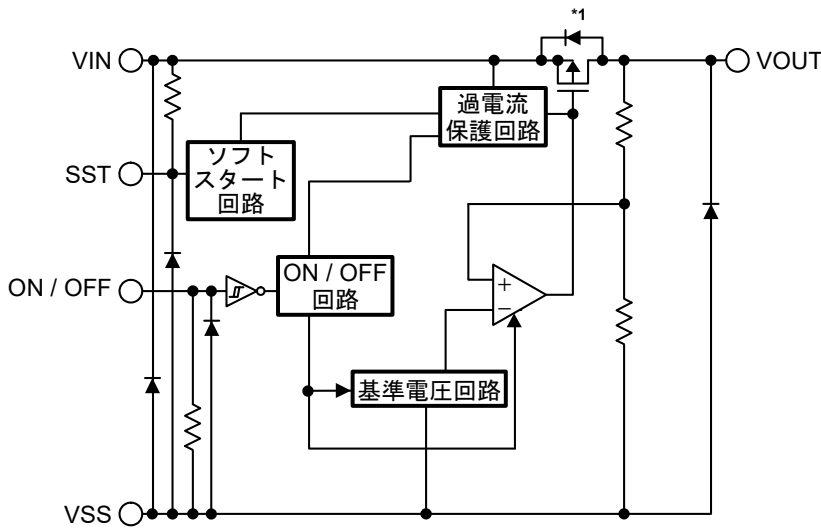 *1
VIN
VOUT
過電流
保護回路
ソフト
スタート
回路
SST
ON / OFF
ON / OFF
回路
+
−
基準電圧回路
VSS